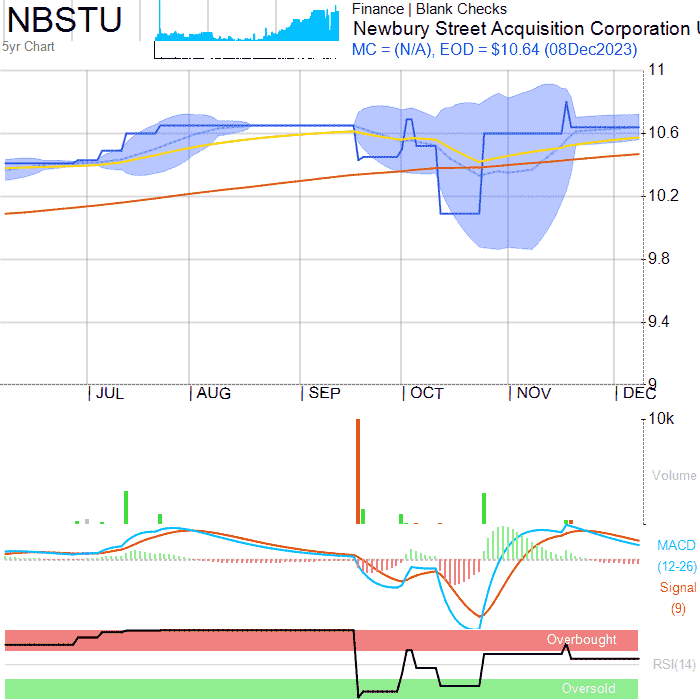 NBSTU
5yr Chart
Finance | Blank Checks
Newbury Street Acquisition Corporation U
MC = (N/A), EOD = $10.64 (08Dec2023)
11
10.6
10.2
9.8
9.4
9
JUL AUG SEP OCT NOV DEC
10k
Volume
MACD
(12-26)
Signal
(9)
Overbought
RSI(14)
Oversold